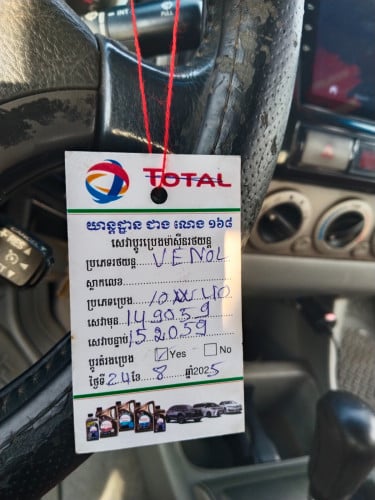 PULL
TOTAL
យានដ្ឋាន ជាង ណេង ១៦៨
សេវាប្តូរប្រេងម៉ាស៊ីនរថយន្ត
ប្រភេទរថយន្ត VENOL
ស្លាកលេខ
ប្រភេទប្រេង 10W40
សេវាមុន 149059
សេវាបន្ទាប់ 152059
ប្តូរតំរងប្រេង Yes No
ថ្ងៃទី 24 ខែ 8 ឆ្នាំ 2025